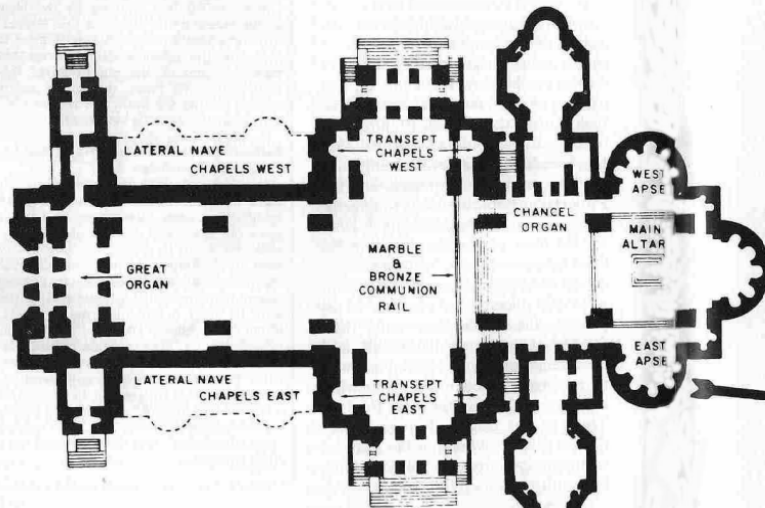 LATERAL NAVE
CHAPELS WEST
TRANSEPT
CHAPELS
WEST
WEST
APSE
CHANCEL
ORGAN
MAIN
ALTAR
GREAT
ORGAN
MARBLE
&
BRONZE
COMMUNION
RAIL
EAST
APSE
LATERAL NAVE
CHAPELS EAST
TRANSEPT
CHAPELS
EAST